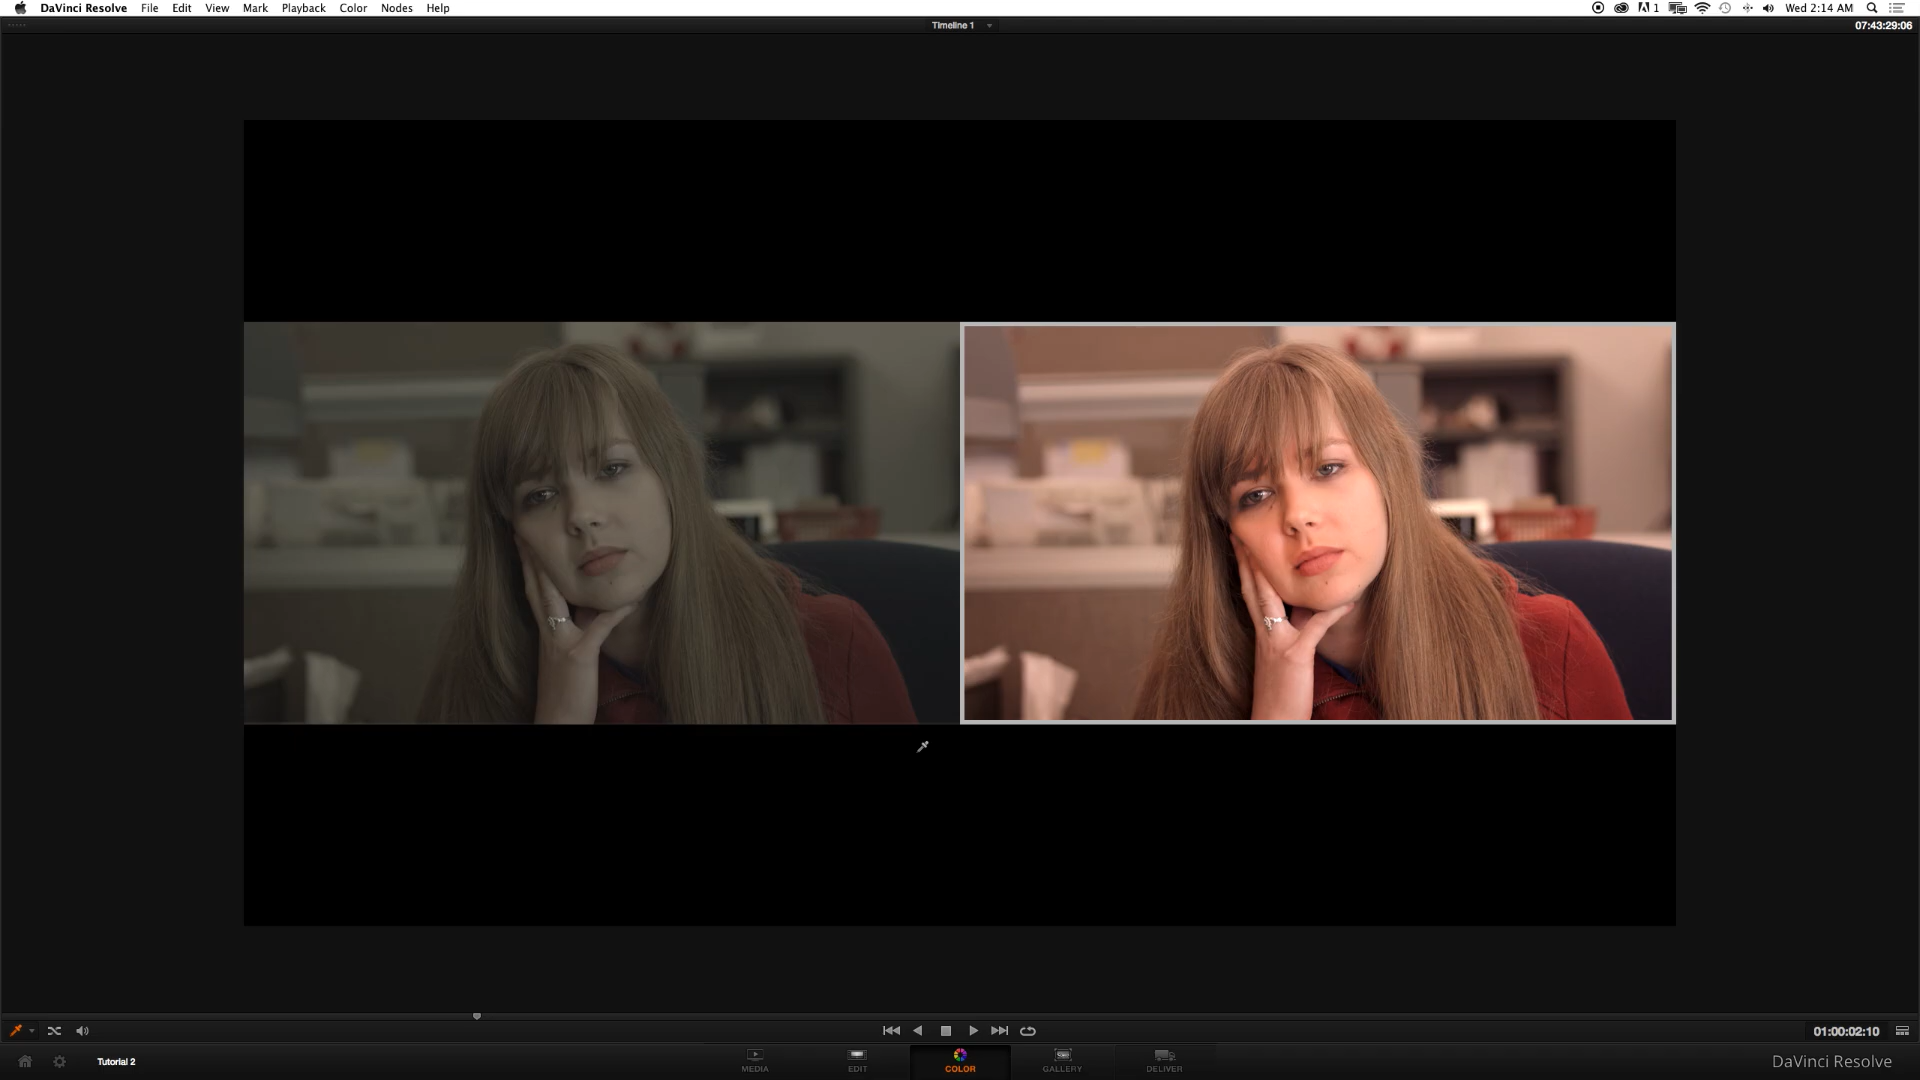 DaVinci Resolve File Edit View Mark Playback Color Nodes Help 1 Wed 2:14 AM
Timeline 1 07:43:29:06
01:00:02:10
Tutorial 2 MEDIA EDIT COLOR GALLERY DELIVER DaVinci Resolve